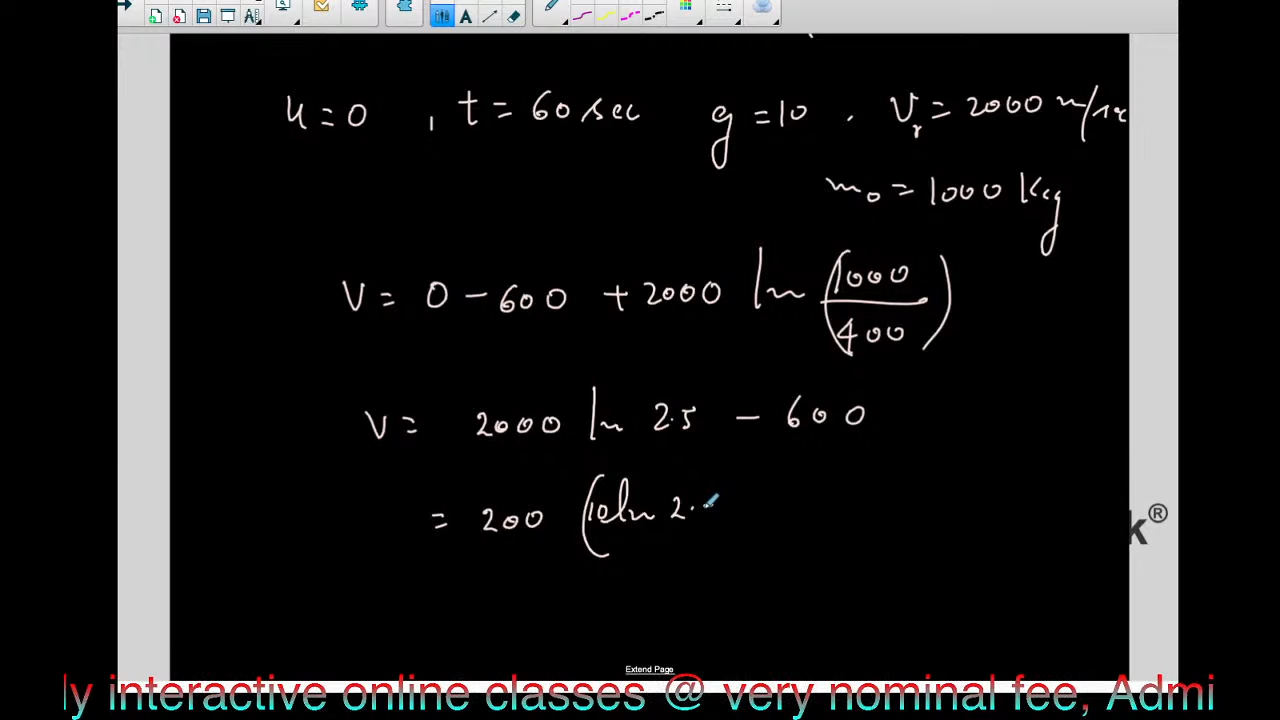 u = 0 , t = 60 sec g = 10 . Vr = 2000 m/sec
m0 = 1000 Kg
V = 0 - 600 + 2000 ln (1000/400)
V = 2000 ln 2.5 - 600
= 200 (10 ln 2.
k®
Extend Page
ly interactive online classes @ very nominal fee, Admi